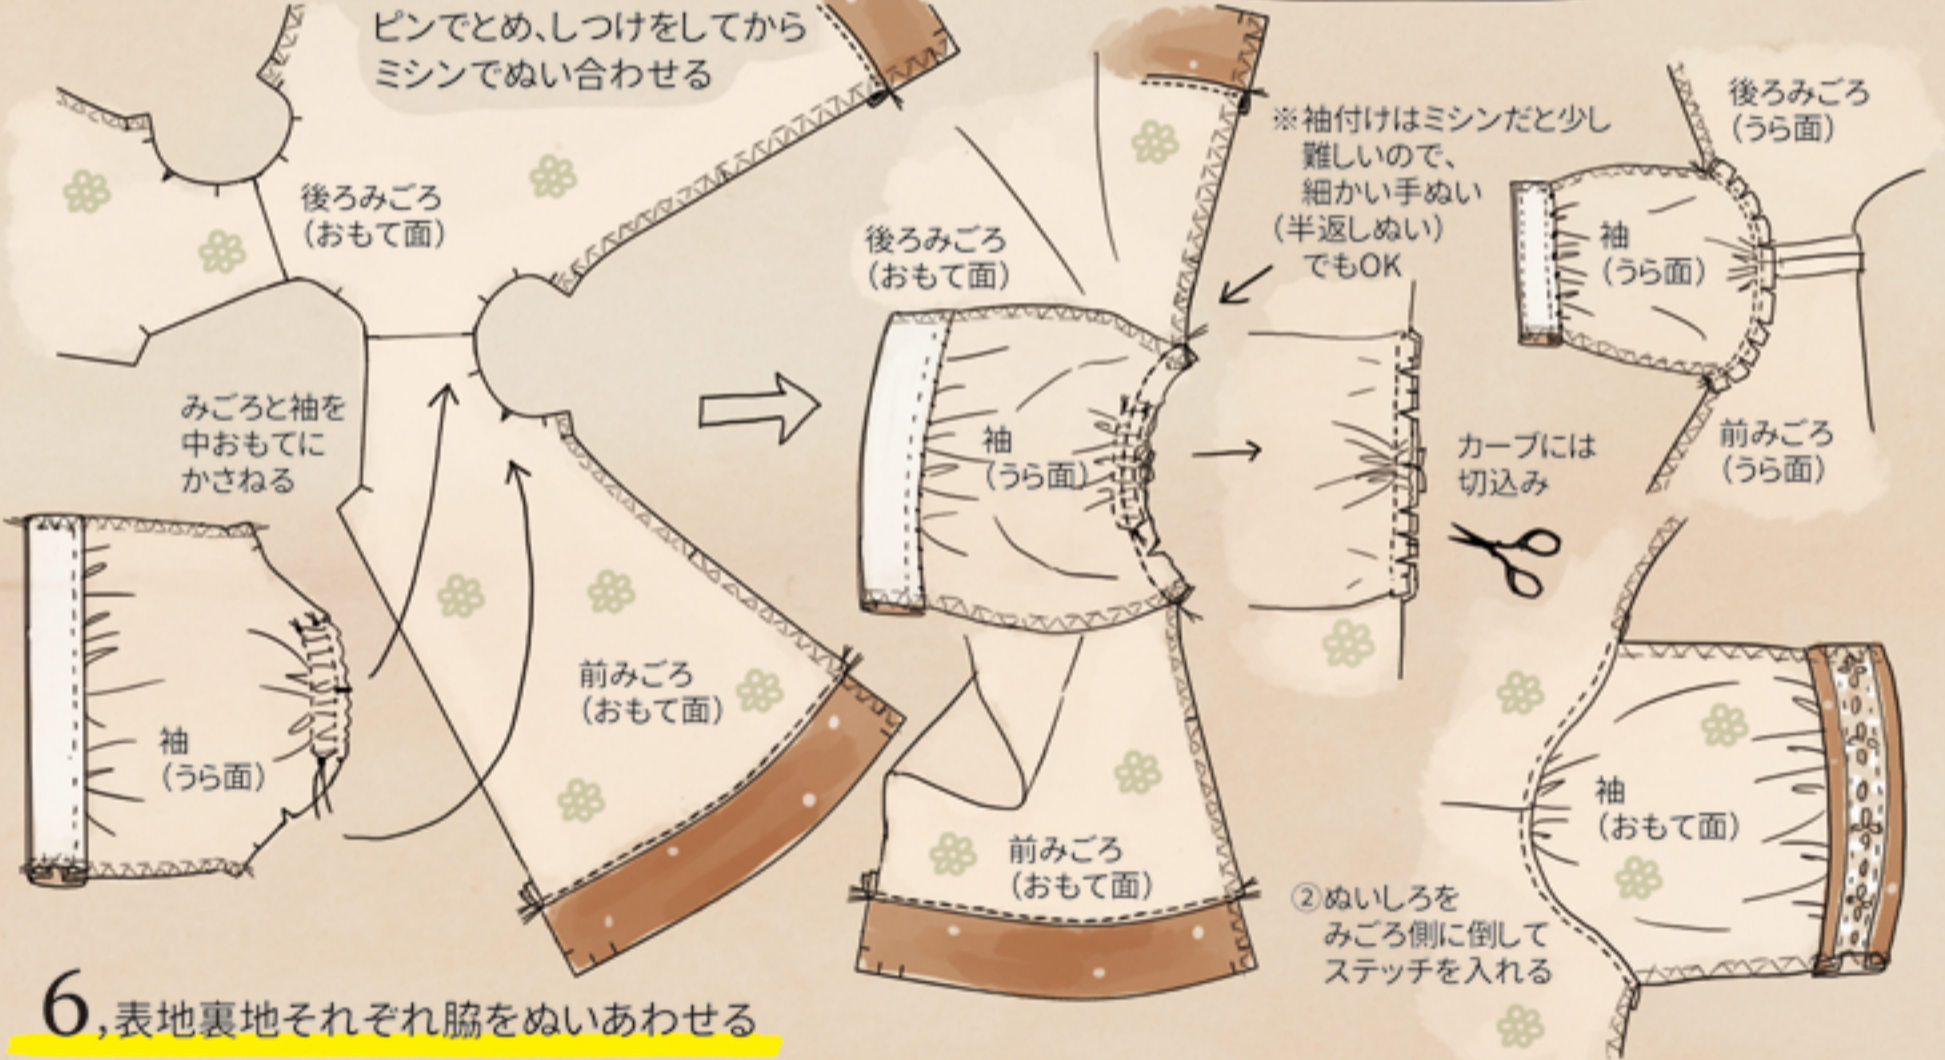 ピンでとめ、しつけをしてから
ミシンでぬい合わせる
後ろみごろ
(おもて面)
みごろと袖を
中おもてに
かさねる
袖
(うら面)
前みごろ
(おもて面)
後ろみごろ
(おもて面)
袖
(うら面)
前みごろ
(おもて面)
※袖付けはミシンだと少し
難しいので、
細かい手ぬい
(半返しぬい)
でもOK
カーブには
切込み
後ろみごろ
(うら面)
袖
(うら面)
前みごろ
(うら面)
②ぬいしろを
みごろ側に倒して
ステッチを入れる
袖
(おもて面)
6,表地裏地それぞれ脇をぬいあわせる